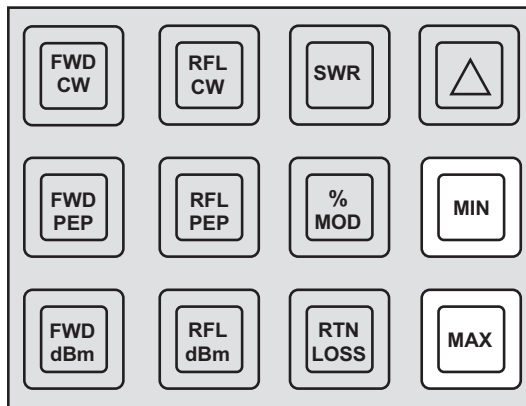 FWD
CW
RFL
CW
SWR
FWD
PEP
RFL
PEP
%
MOD
MIN
FWD
dBm
RFL
dBm
RTN
LOSS
MAX